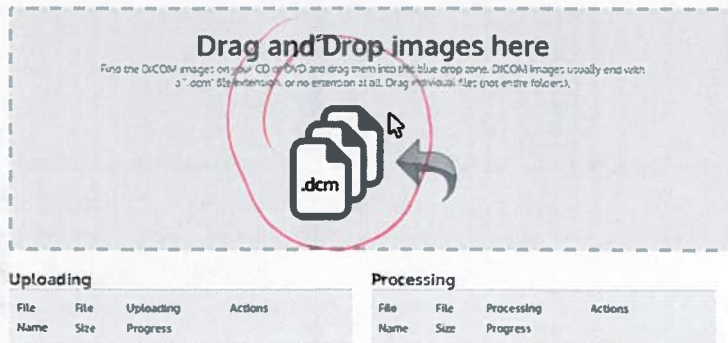 Drag and Drop images here
Find the DICOM images on your CD or DVD and drag them into this blue drop zone. DICOM images usually end with
a ".dcm" file extension, or no extension at all. Drag individual files (not entire folders).
.dcm
Uploading
Processing
File File Uploading Actions
Name Size Progress
File File Processing Actions
Name Size Progress